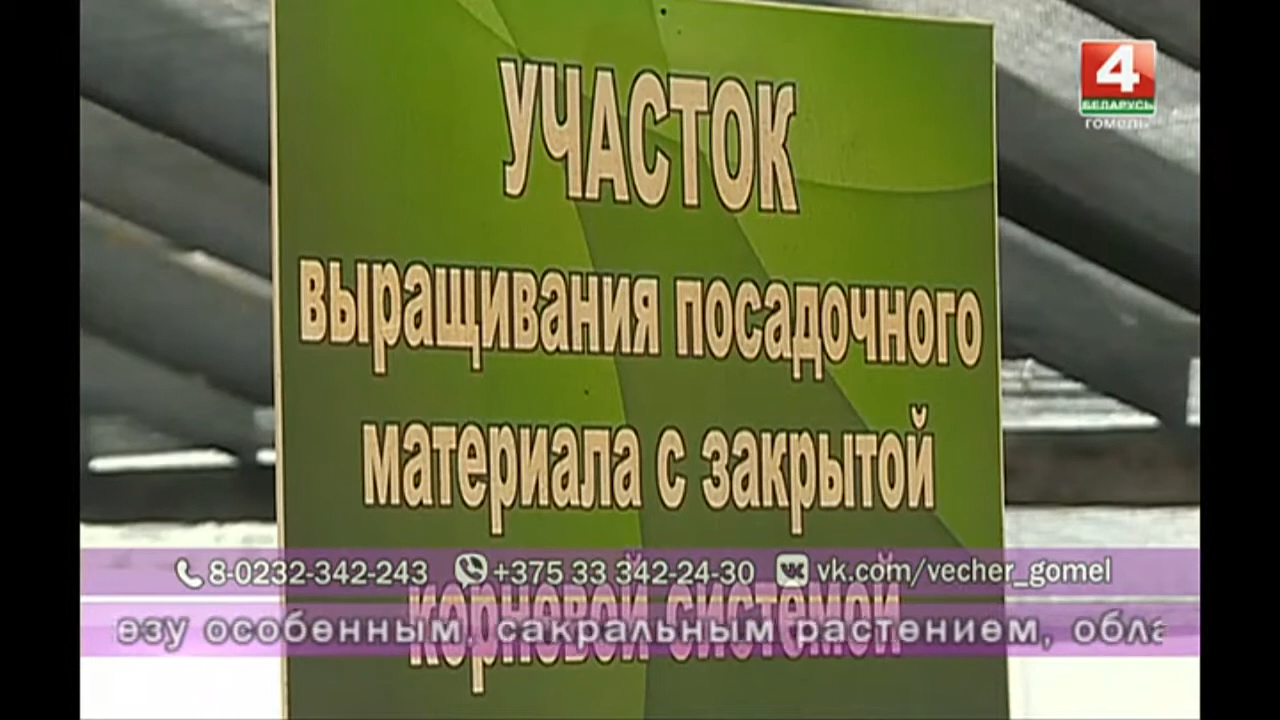 4
БЕЛАРУСЬ
ГОМЕЛЬ
УЧАСТОК
выращивания посадочного
материала с закрытой
корневой системой
8-0232-342-243 +375 33 342-24-30 vk.com/vecher_gomel
особенным, сакральным растением,